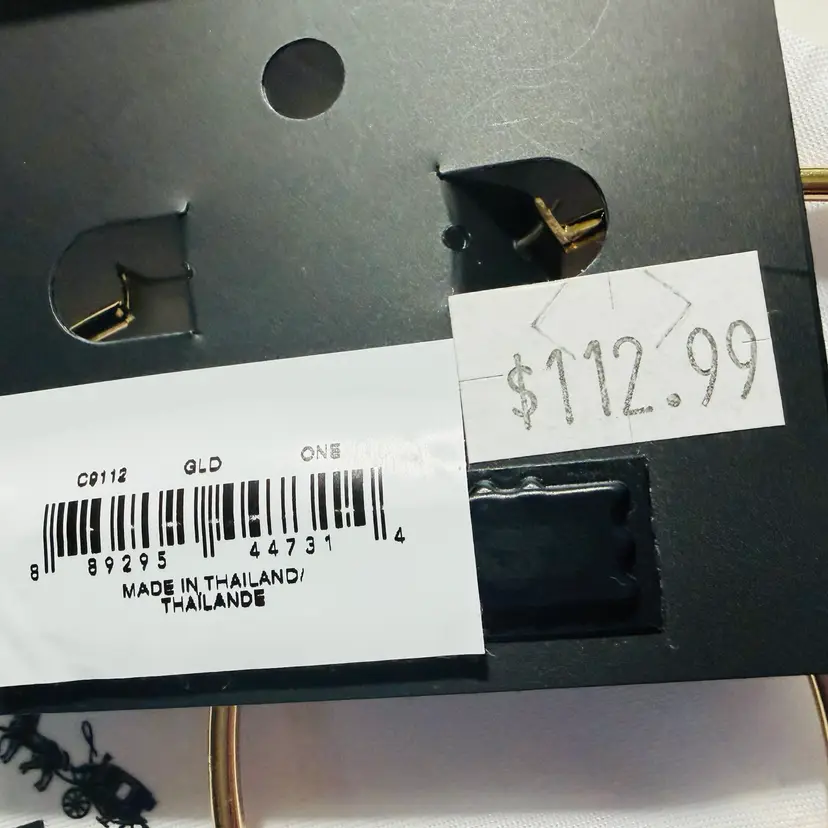 $112.99
C9112 GLD ONE
8 89295 44731 4
MADE IN THAILAND/
THAÏLANDE